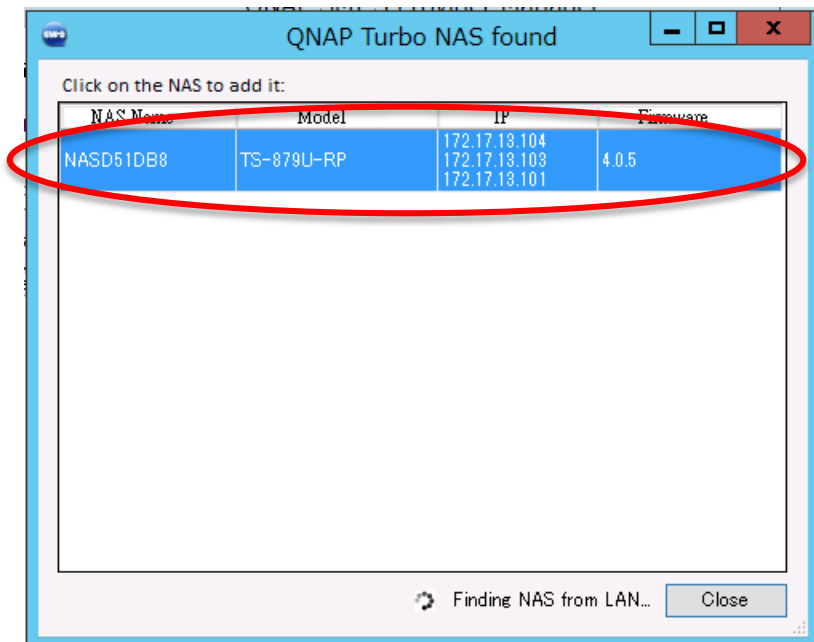 QNAP Turbo NAS found
Click on the NAS to add it:
NAS Name Model IP Firmware
NASD51DB8 TS-879U-RP 172.17.13.104 4.0.5
172.17.13.103
172.17.13.101
Finding NAS from LAN... Close